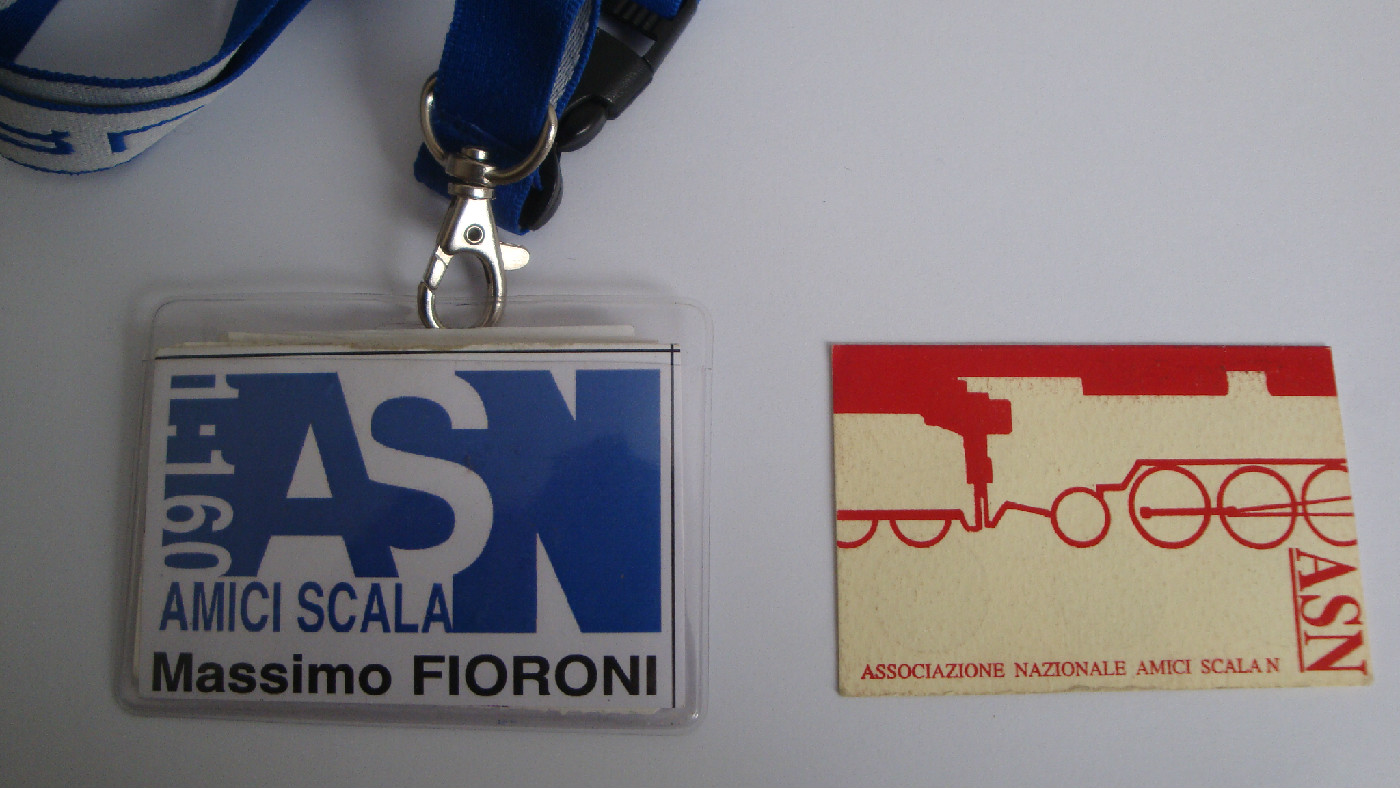 1:160
ASN
AMICI SCALA
Massimo FIORONI
ASN
ASSOCIAZIONE NAZIONALE AMICI SCALA N